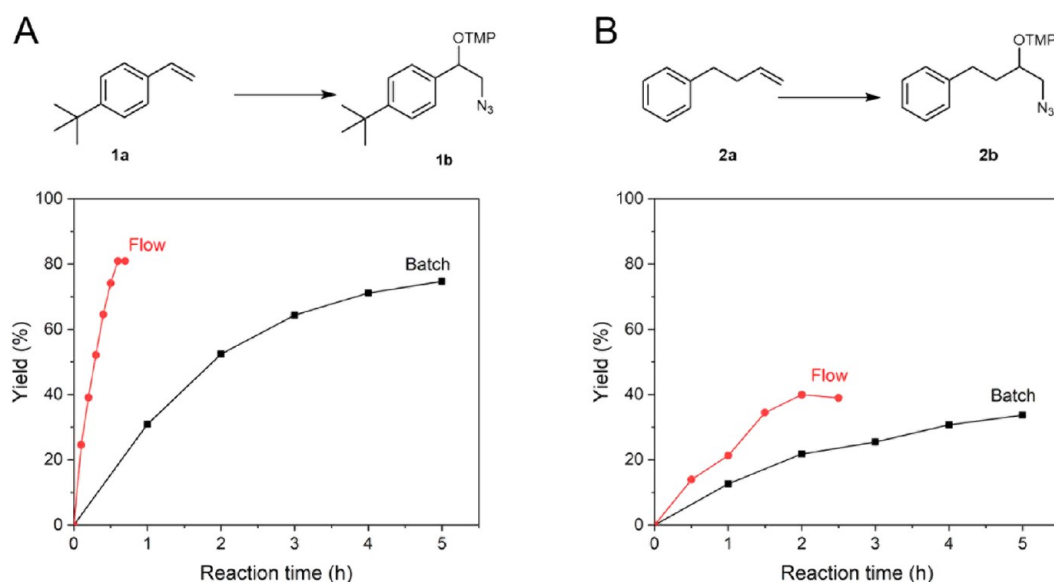 A
OTMP
N3
1a
1b
B
OTMP
N3
2a
2b
100
80
60
40
20
0
Yield (%)
Flow
Batch
0 1 2 3 4 5
Reaction time (h)
100
80
60
40
20
0
Yield (%)
Flow
Batch
0 1 2 3 4 5
Reaction time (h)